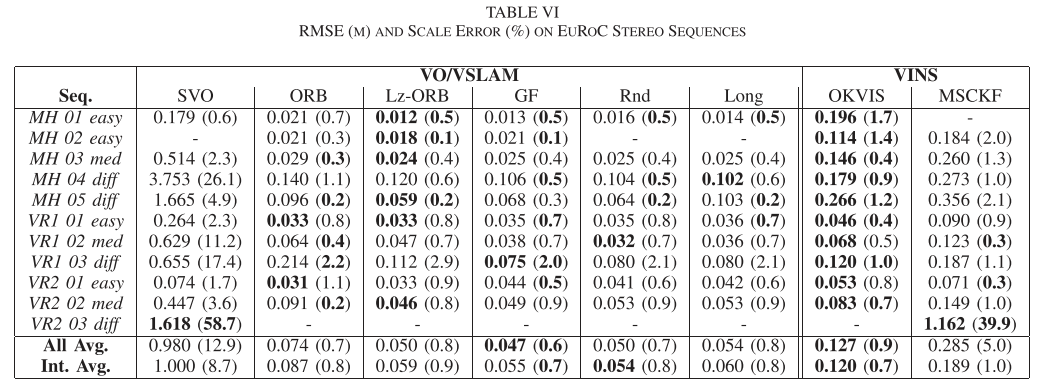 TABLE VI
RMSE (M) AND SCALE ERROR (%) ON EUROC STEREO SEQUENCES
VO/VSLAM VINS
Seq. SVO ORB Lz-ORB GF Rnd Long OKVIS MSCKF
MH 01 easy 0.179 (0.6) 0.021 (0.7) 0.012 (0.5) 0.013 (0.5) 0.016 (0.5) 0.014 (0.5) 0.196 (1.7) -
MH 02 easy - 0.021 (0.3) 0.018 (0.1) 0.021 (0.1) - - 0.114 (1.4) 0.184 (2.0)
MH 03 med 0.514 (2.3) 0.029 (0.3) 0.024 (0.4) 0.025 (0.4) 0.025 (0.4) 0.025 (0.4) 0.146 (0.4) 0.260 (1.3)
MH 04 diff 3.753 (26.1) 0.140 (1.1) 0.120 (0.6) 0.106 (0.5) 0.104 (0.5) 0.102 (0.6) 0.179 (0.9) 0.273 (1.0)
MH 05 diff 1.665 (4.9) 0.096 (0.2) 0.059 (0.2) 0.068 (0.3) 0.064 (0.2) 0.103 (0.2) 0.266 (1.2) 0.356 (2.1)
VR1 01 easy 0.264 (2.3) 0.033 (0.8) 0.033 (0.8) 0.035 (0.7) 0.035 (0.8) 0.036 (0.7) 0.046 (0.4) 0.090 (0.9)
VR1 02 med 0.629 (11.2) 0.064 (0.4) 0.047 (0.7) 0.038 (0.7) 0.032 (0.7) 0.036 (0.7) 0.068 (0.5) 0.123 (0.3)
VR1 03 diff 0.655 (17.4) 0.214 (2.2) 0.112 (2.9) 0.075 (2.0) 0.080 (2.1) 0.080 (2.1) 0.120 (1.0) 0.187 (1.1)
VR2 01 easy 0.074 (1.7) 0.031 (1.1) 0.033 (0.9) 0.044 (0.5) 0.041 (0.6) 0.042 (0.6) 0.053 (0.8) 0.071 (0.3)
VR2 02 med 0.447 (3.6) 0.091 (0.2) 0.046 (0.8) 0.049 (0.9) 0.053 (0.9) 0.053 (0.9) 0.083 (0.7) 0.149 (1.0)
VR2 03 diff 1.618 (58.7) - - - - - - 1.162 (39.9)
All Avg. 0.980 (12.9) 0.074 (0.7) 0.050 (0.8) 0.047 (0.6) 0.050 (0.7) 0.054 (0.8) 0.127 (0.9) 0.285 (5.0)
Int. Avg. 1.000 (8.7) 0.087 (0.8) 0.059 (0.9) 0.055 (0.7) 0.054 (0.8) 0.060 (0.8) 0.120 (0.7) 0.189 (1.0)